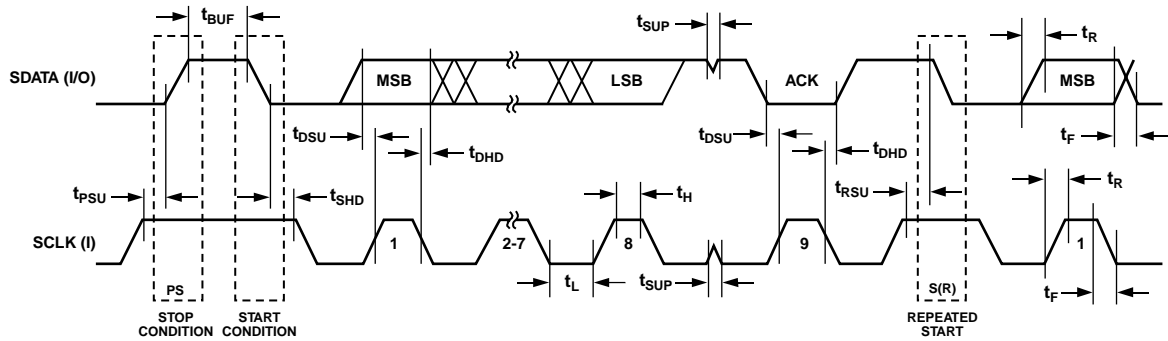 tBUF
tSUP
tR
SDATA (I/O)
MSB
LSB
ACK
MSB
tDSU
tDHD
tDSU
tDHD
tF
tPSU
tSHD
tH
tRSU
tR
SCLK (I)
1
2-7
8
9
1
PS
tL
tSUP
S(R)
tF
STOP
CONDITION
START
CONDITION
REPEATED
START